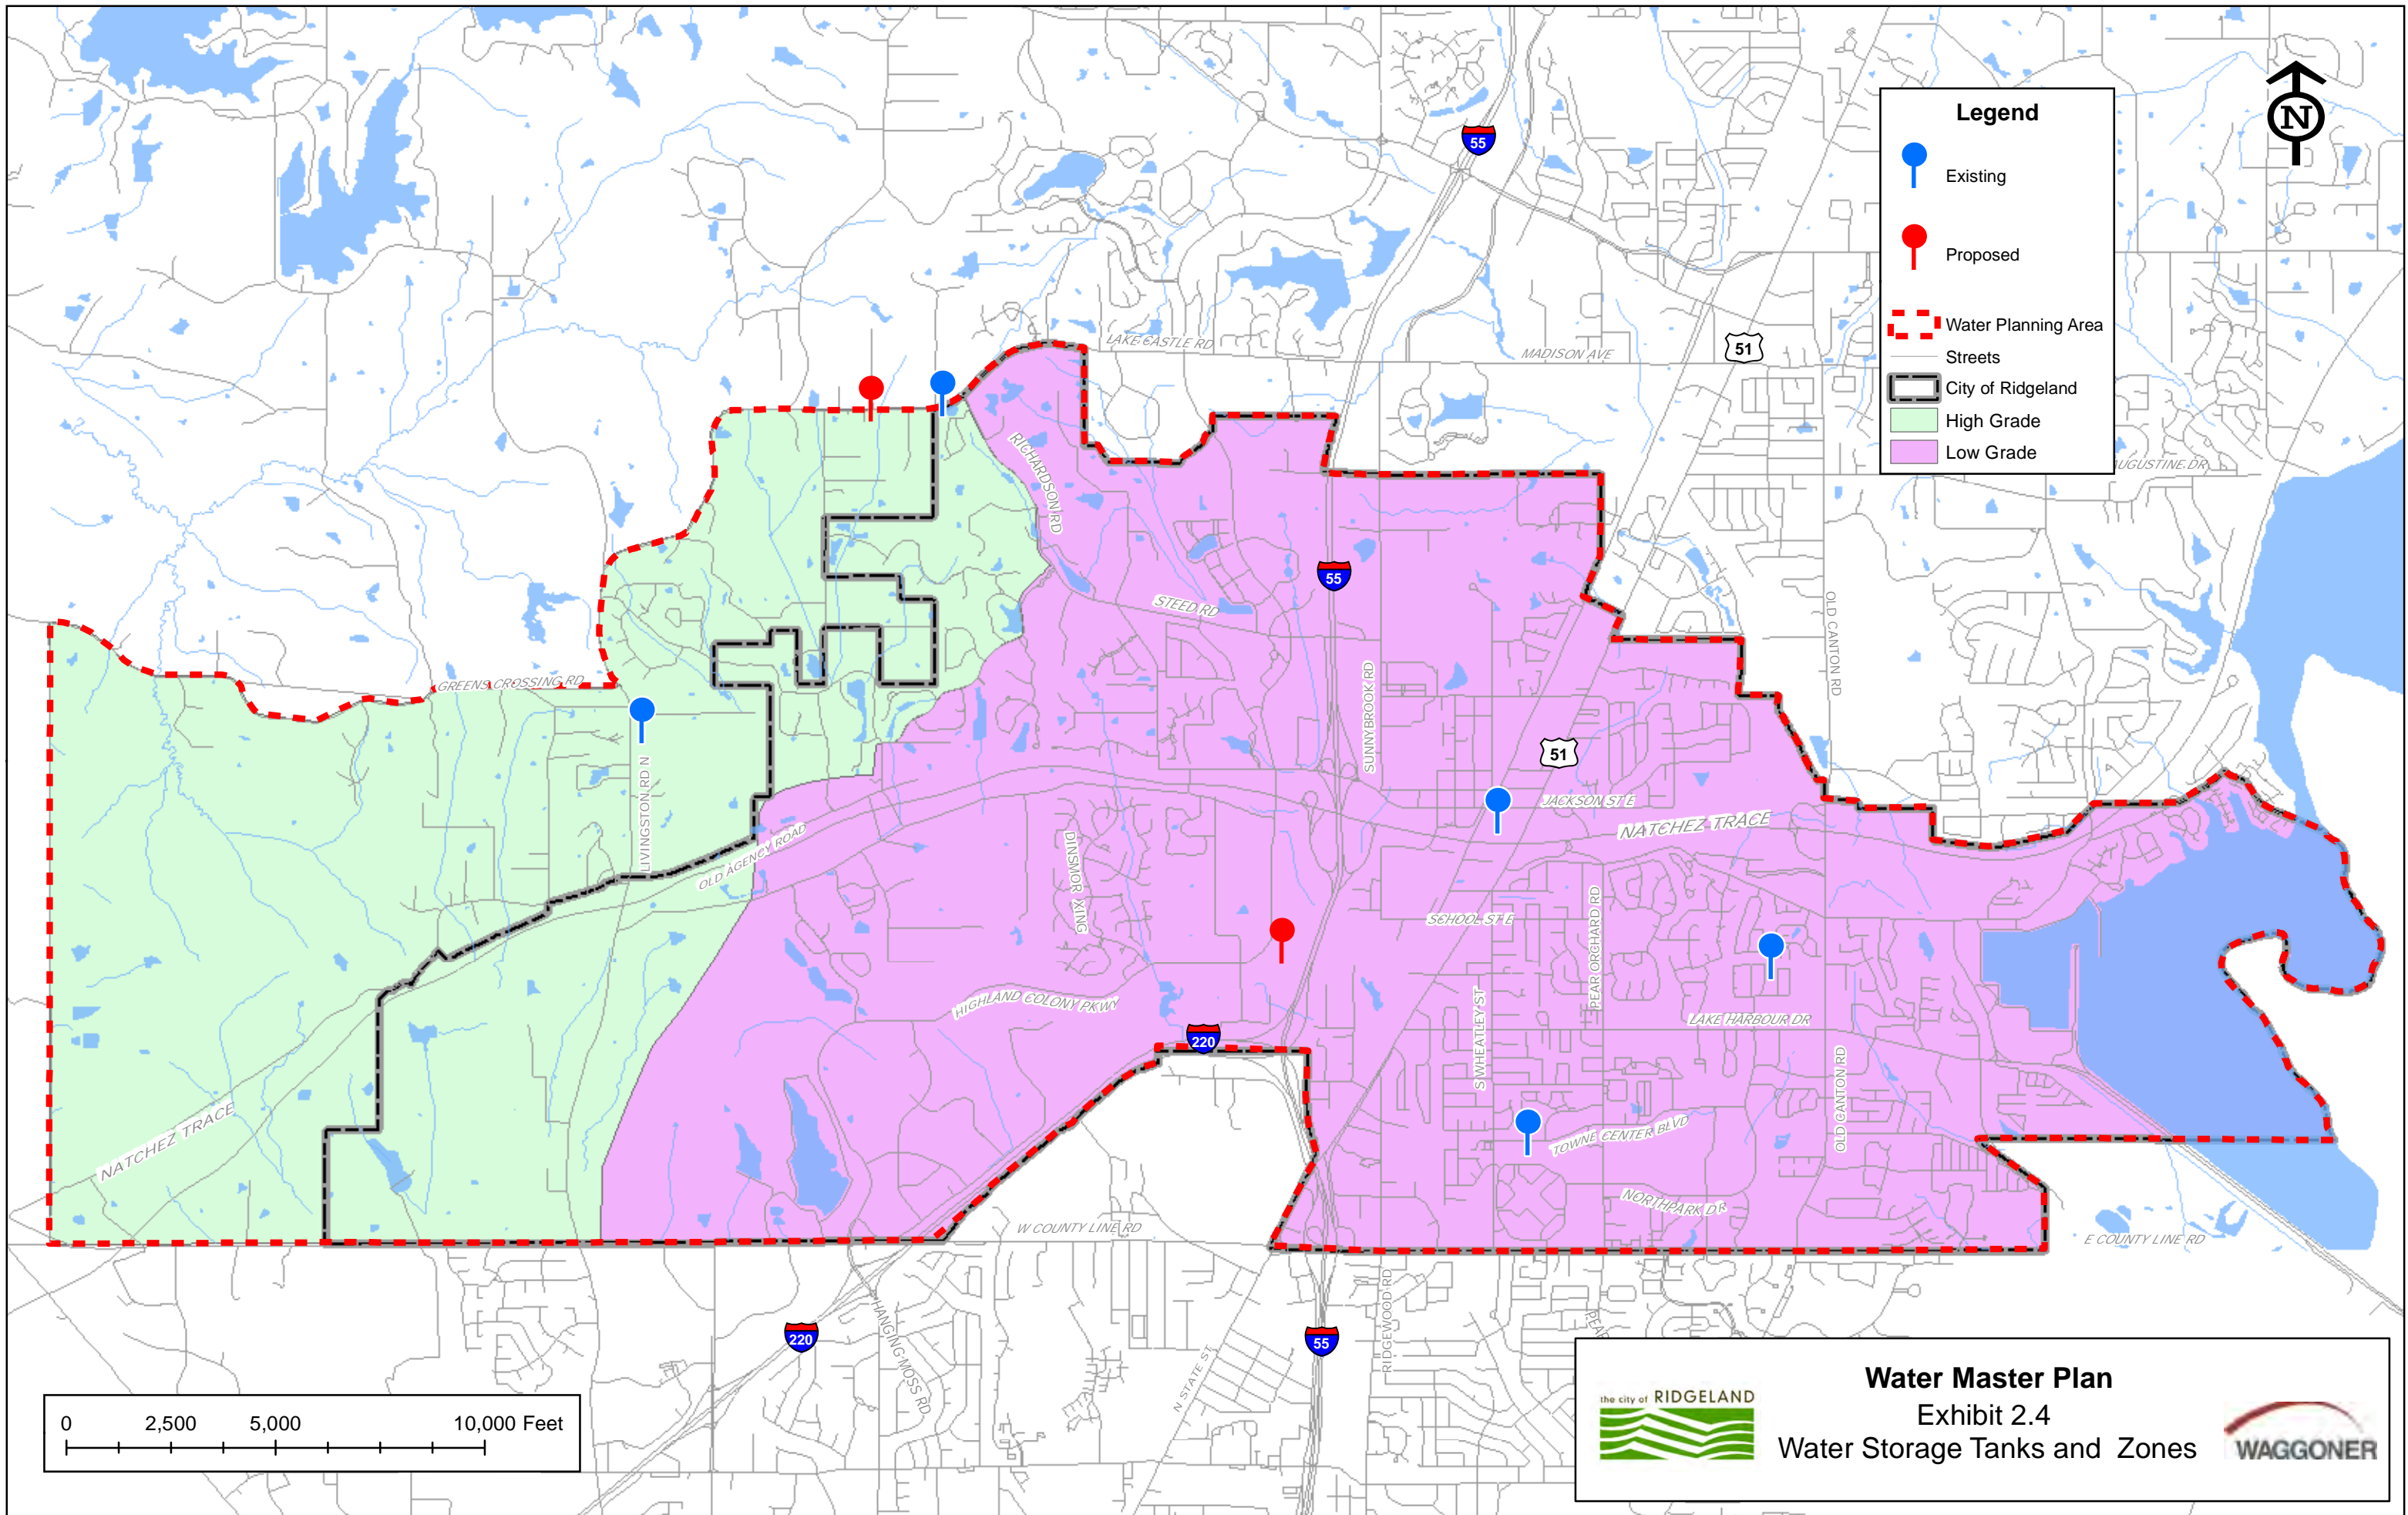 Legend
Existing
Proposed
Water Planning Area
Streets
City of Ridgeland
High Grade
Low Grade
N
55
51
LAKE CASTLE RD
MADISON AVE
AUGUSTINE DR
RICHARDSON RD
55
STEED RD
OLD CANTON RD
SUNNYBROOK RD
GREENS CROSSING RD
LIVINGSTON RD N
51
JACKSON ST E
NATCHEZ TRACE
OLD AGENCY ROAD
DINSMOR XING
SCHOOL ST E
PEAR ORCHARD RD
HIGHLAND COLONY PKWY
S WHEATLEY ST
LAKE HARBOUR DR
220
OLD CANTON RD
NATCHEZ TRACE
TOWNE CENTER BLVD
NORTHPARK DR
W COUNTY LINE RD
E COUNTY LINE RD
HANGING MOSS RD
220
N STATE ST
55
RIDGEWOOD RD
PEAR
0 2,500 5,000 10,000 Feet
the city of RIDGELAND
Water Master Plan
Exhibit 2.4
Water Storage Tanks and Zones
WAGGONER